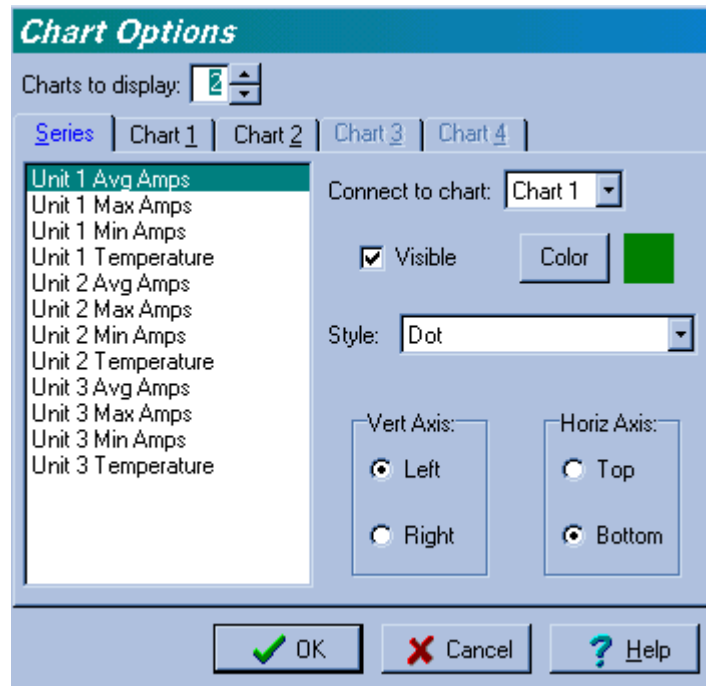 Chart Options
Charts to display: 2
Series Chart 1 Chart 2 Chart 3 Chart 4
Unit 1 Avg Amps
Unit 1 Max Amps
Unit 1 Min Amps
Unit 1 Temperature
Unit 2 Avg Amps
Unit 2 Max Amps
Unit 2 Min Amps
Unit 2 Temperature
Unit 3 Avg Amps
Unit 3 Max Amps
Unit 3 Min Amps
Unit 3 Temperature
Connect to chart: Chart 1
Visible Color
Style: Dot
Vert Axis:
Left
Right
Horiz Axis:
Top
Bottom
OK Cancel Help